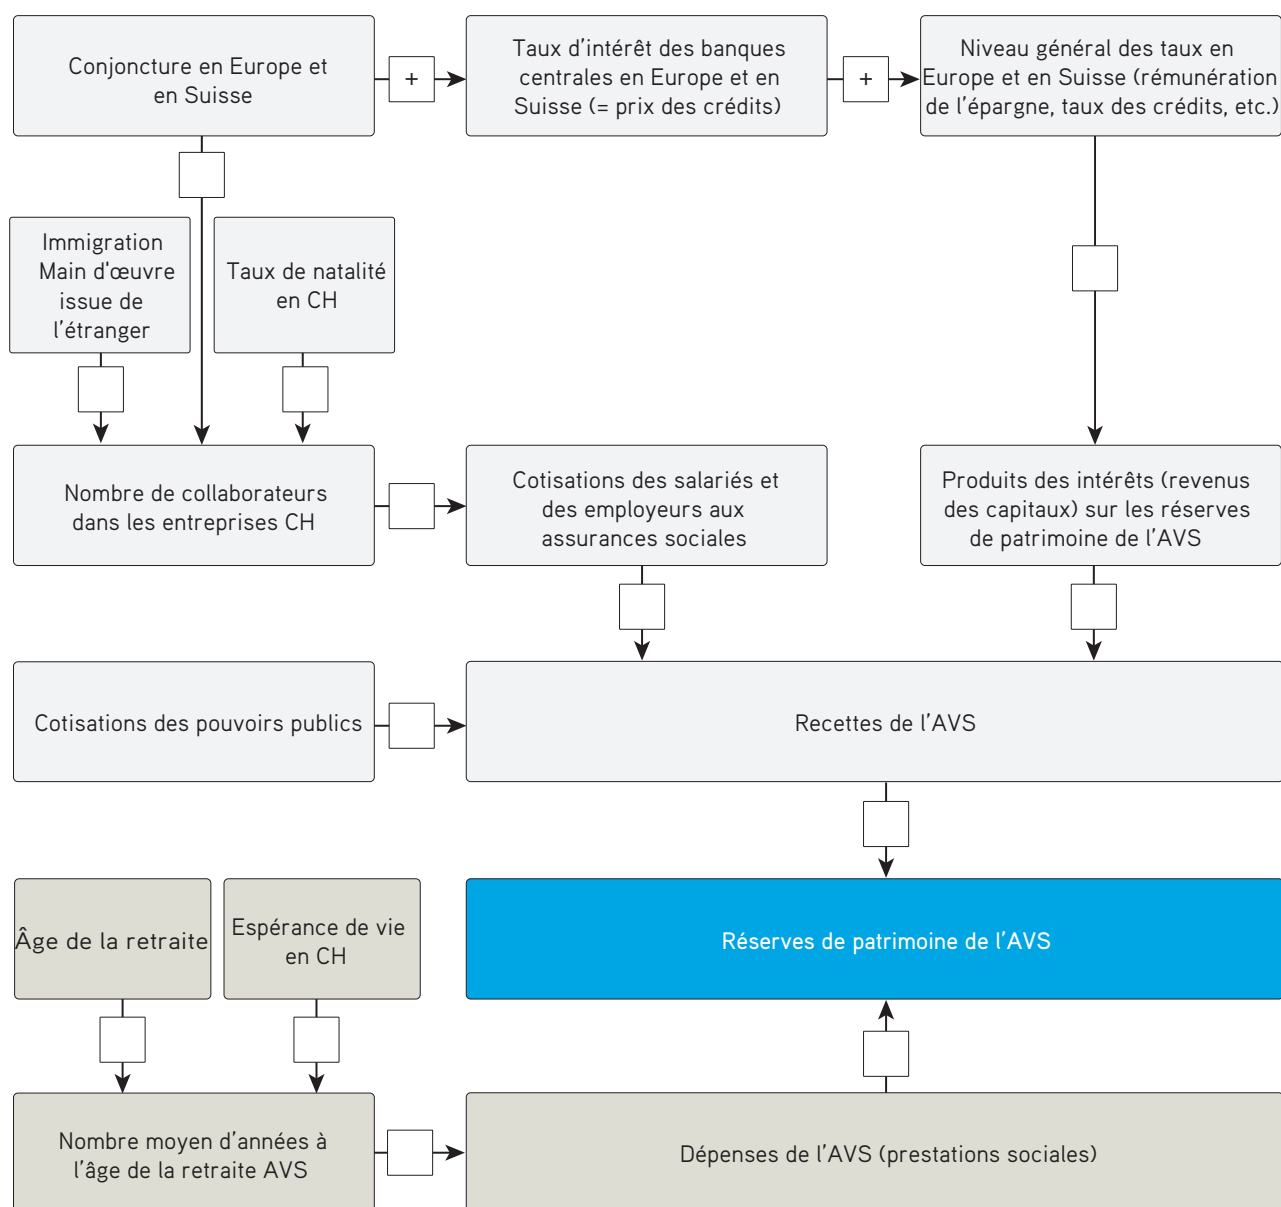 Conjoncture en Europe et
en Suisse
+
Taux d'intérêt des banques
centrales en Europe et en
Suisse (= prix des crédits)
+
Niveau général des taux en
Europe et en Suisse (rémunération
de l'épargne, taux des crédits, etc.)
Immigration
Main d'œuvre
issue de
l'étranger
Taux de natalité
en CH
Nombre de collaborateurs
dans les entreprises CH
Cotisations des salariés et
des employeurs aux
assurances sociales
Produits des intérêts (revenus
des capitaux) sur les réserves
de patrimoine de l'AVS
Cotisations des pouvoirs publics
Recettes de l'AVS
Âge de la retraite
Espérance de vie
en CH
Réserves de patrimoine de l'AVS
Nombre moyen d'années à
l'âge de la retraite AVS
Dépenses de l'AVS (prestations sociales)